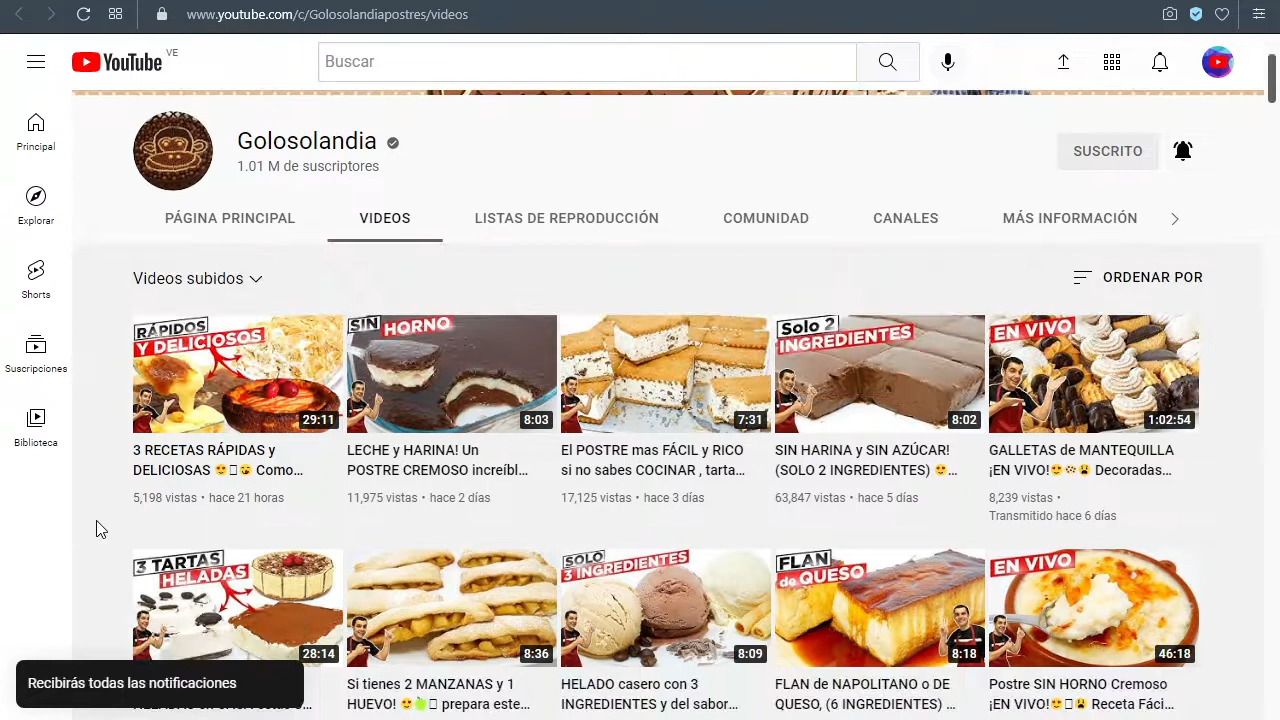 www.youtube.com/c/Golosolandiapostres/videos
YouTube VE
Buscar
Principal
Explorar
Shorts
Suscripciones
Biblioteca
Golosolandia
1.01 M de suscriptores
SUSCRITO
PÁGINA PRINCIPAL
VIDEOS
LISTAS DE REPRODUCCIÓN
COMUNIDAD
CANALES
MÁS INFORMACIÓN
Videos subidos
ORDENAR POR
RÁPIDOS
Y DELICIOSOS
29:11
3 RECETAS RÁPIDAS y
DELICIOSAS 😍 😋 Como...
5,198 vistas • hace 21 horas
SIN HORNO
8:03
LECHE y HARINA! Un
POSTRE CREMOSO increíbl...
11,975 vistas • hace 2 días
7:31
El POSTRE mas FÁCIL y RICO
si no sabes COCINAR , tarta...
17,125 vistas • hace 3 días
Solo 2
INGREDIENTES
8:02
SIN HARINA y SIN AZÚCAR!
(SOLO 2 INGREDIENTES) 😍...
63,847 vistas • hace 5 días
EN VIVO
1:02:54
GALLETAS de MANTEQUILLA
¡EN VIVO!😍🍪😫 Decoradas...
8,239 vistas •
Transmitido hace 6 días
3 TARTAS
HELADAS
28:14
8:36
Si tienes 2 MANZANAS y 1
HUEVO! 😍🍏 prepara este...
SOLO
3 INGREDIENTES
8:09
HELADO casero con 3
INGREDIENTES y del sabor...
FLAN
de QUESO
8:18
FLAN de NAPOLITANO o DE
QUESO, (6 INGREDIENTES) ...
EN VIVO
46:18
Postre SIN HORNO Cremoso
¡EN VIVO!😍 😫 Receta Fáci...
Recibirás todas las notificaciones